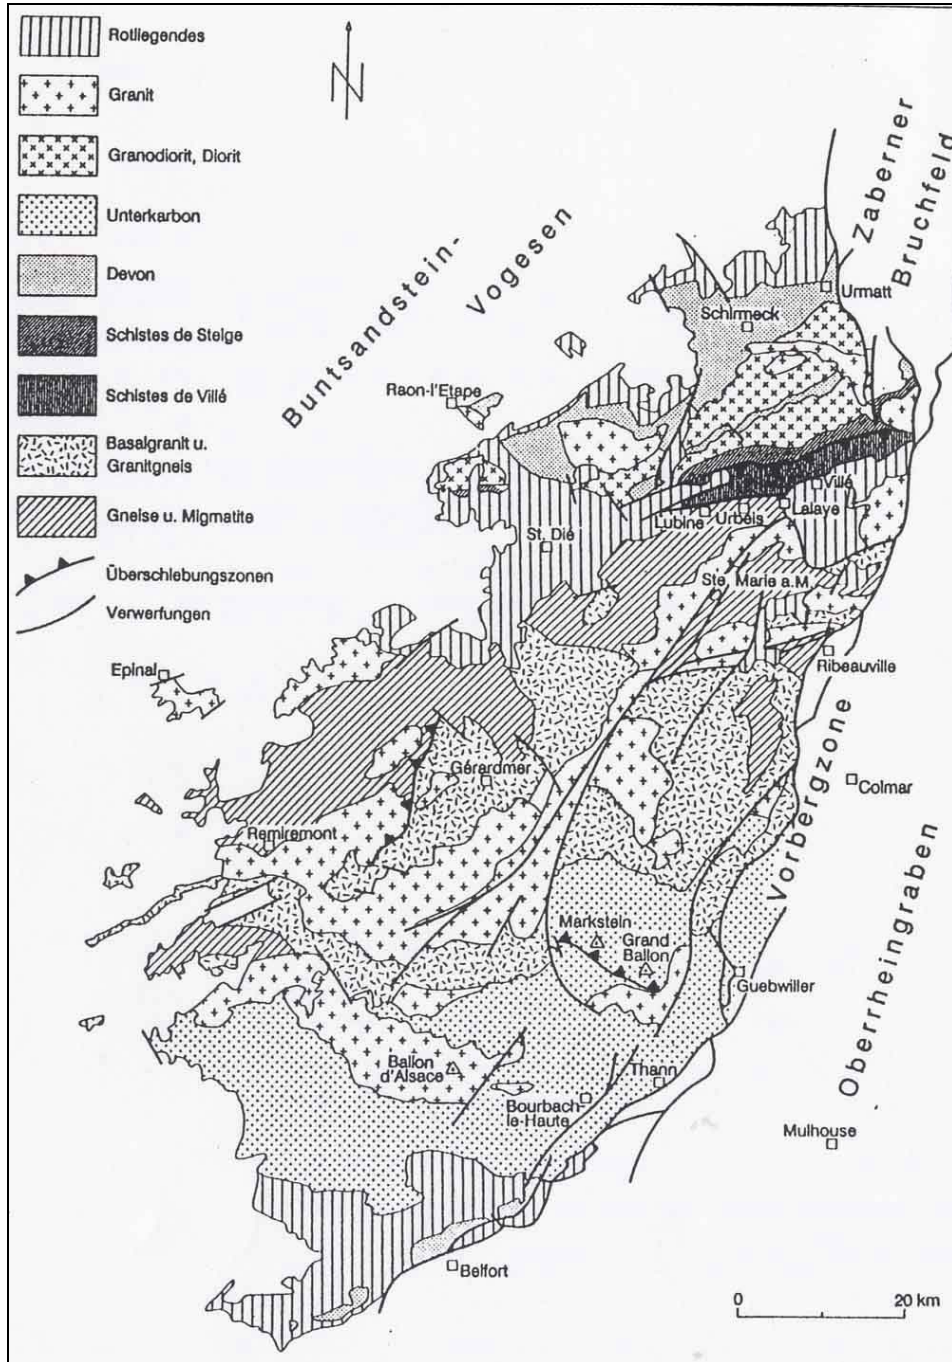 Rotliegendes
Granit
Granodiorit, Diorit
Unterkarbon
Devon
Schistes de Steige
Schistes de Villé
Basalgranit u.
Granitgneis
Gneise u. Migmatite
Überschiebungszonen
Verwerfungen
N
Buntsandstein-
Vogesen
Zaberner
Bruchfeld
Urmatt
Schirmeck
Raon-l'Etape
Villé
Lalaye
Urbeis
Lubine
St. Dié
Ste. Marie a.M.
Ribeauville
Epinal
Gérardmer
Colmar
Remiremont
Vorbergzone
Markstein
Grand
Ballon
Guebwiller
Oberrheingraben
Ballon
d'Alsace
Thann
Bourbach-
le-Haute
Mulhouse
Belfort
0 20 km